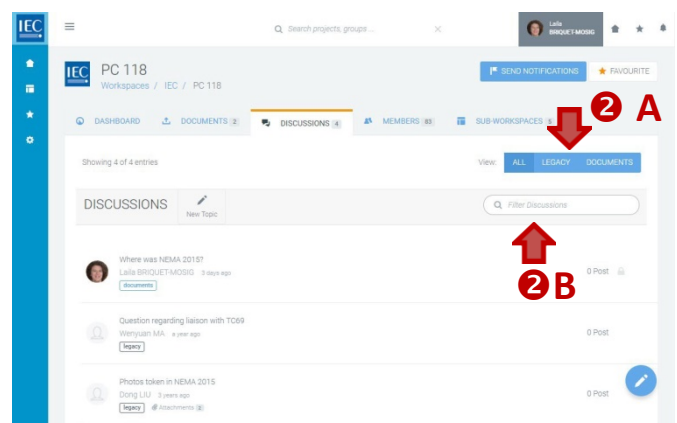 IEC
Search projects, groups ...
Laila
BRIQUET-MOSIG
IEC
PC 118
Workspaces / IEC / PC 118
SEND NOTIFICATIONS
FAVOURITE
DASHBOARD
DOCUMENTS 2
DISCUSSIONS 4
MEMBERS 83
SUB-WORKSPACES
❷ A
Showing 4 of 4 entries
View: ALL LEGACY DOCUMENTS
DISCUSSIONS
New Topic
Filter Discussions
❷ B
Where was NEMA 2015?
Laila BRIQUET-MOSIG 3 days ago
documents
0 Post
Question regarding liaison with TC69
Wenyuan MA a year ago
legacy
0 Post
Photos token in NEMA 2015
Dong LIU 3 years ago
legacy Attachments
0 Post